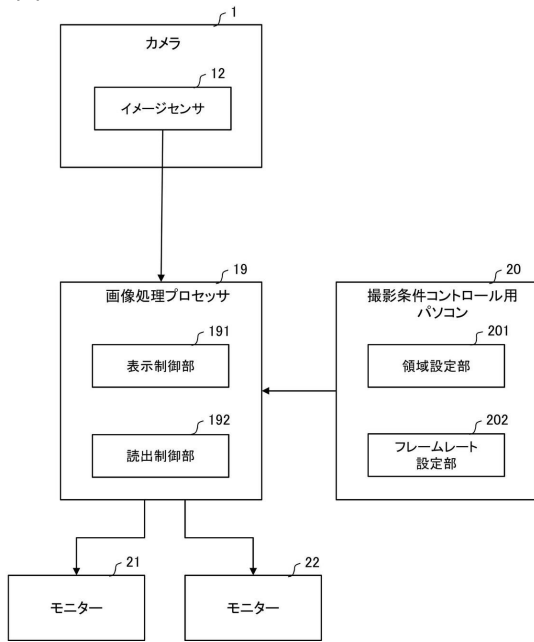 1
カメラ
12
イメージセンサ
19
画像処理プロセッサ
191
表示制御部
192
読出制御部
20
撮影条件コントロール用
パソコン
201
領域設定部
202
フレームレート
設定部
21
モニター
22
モニター